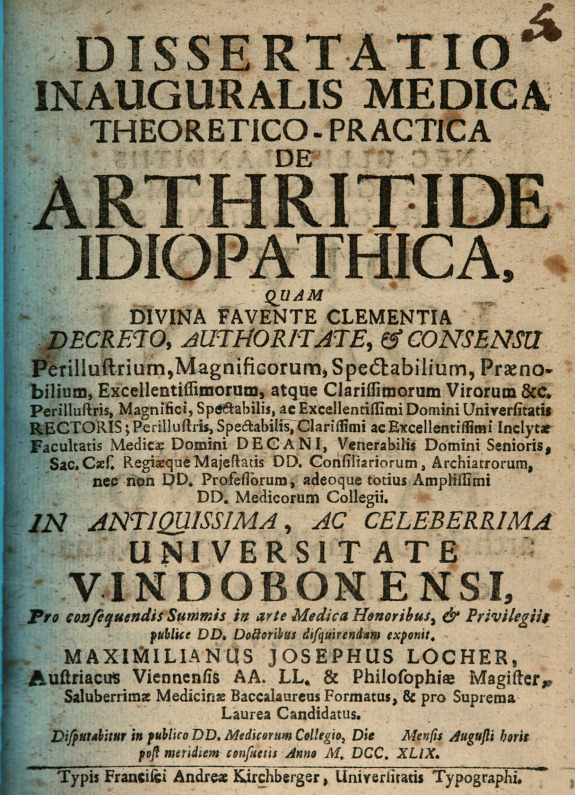 DISSERTATIO
INAUGURALIS MEDICA
THEORETICO-PRACTICA
DE
ARTHRITIDE
IDIOPATHICA,
QUAM
DIVINA FAVENTE CLEMENTIA
DECRETO, AUTHORITATE, & CONSENSU
Perillustrium, Magnificorum, Spectabilium, Præno-
bilium, Excellentissimorum, atque Clarissimorum Virorum &c.
Perillustris, Magnifici, Spectabilis, ac Excellentissimi Domini Universitatis
RECTORIS; Perillustris, Spectabilis, Clarissimi ac Excellentissimi Inclytæ
Facultatis Medicæ Domini DECANI, Venerabilis Domini Senioris,
Sac. Cæs. Regiæque Majestatis DD. Consiliariorum, Archiatrorum,
nec non DD. Professorum, adeoque totius Amplissimi
DD. Medicorum Collegii.
IN ANTIQUISSIMA, AC CELEBERRIMA
UNIVERSITATE
VINDOBONENSI,
Pro consequendis Summis in arte Medica Honoribus, & Privilegiis
publice DD. Doctoribus disquirendam exponit.
MAXIMILIANUS JOSEPHUS LOCHER,
Austriacus Viennensis AA. LL. & Philosophiæ Magister,
Saluberrimæ Medicinæ Baccalaureus Formatus, & pro Suprema
Laurea Candidatus.
Disputabitur in publico DD. Medicorum Collegio, Die Mensis Augusti horis
post meridiem consuetis Anno M. DCC. XLIX.
Typis Francisci Andreæ Kirchberger, Universitatis Typographi.